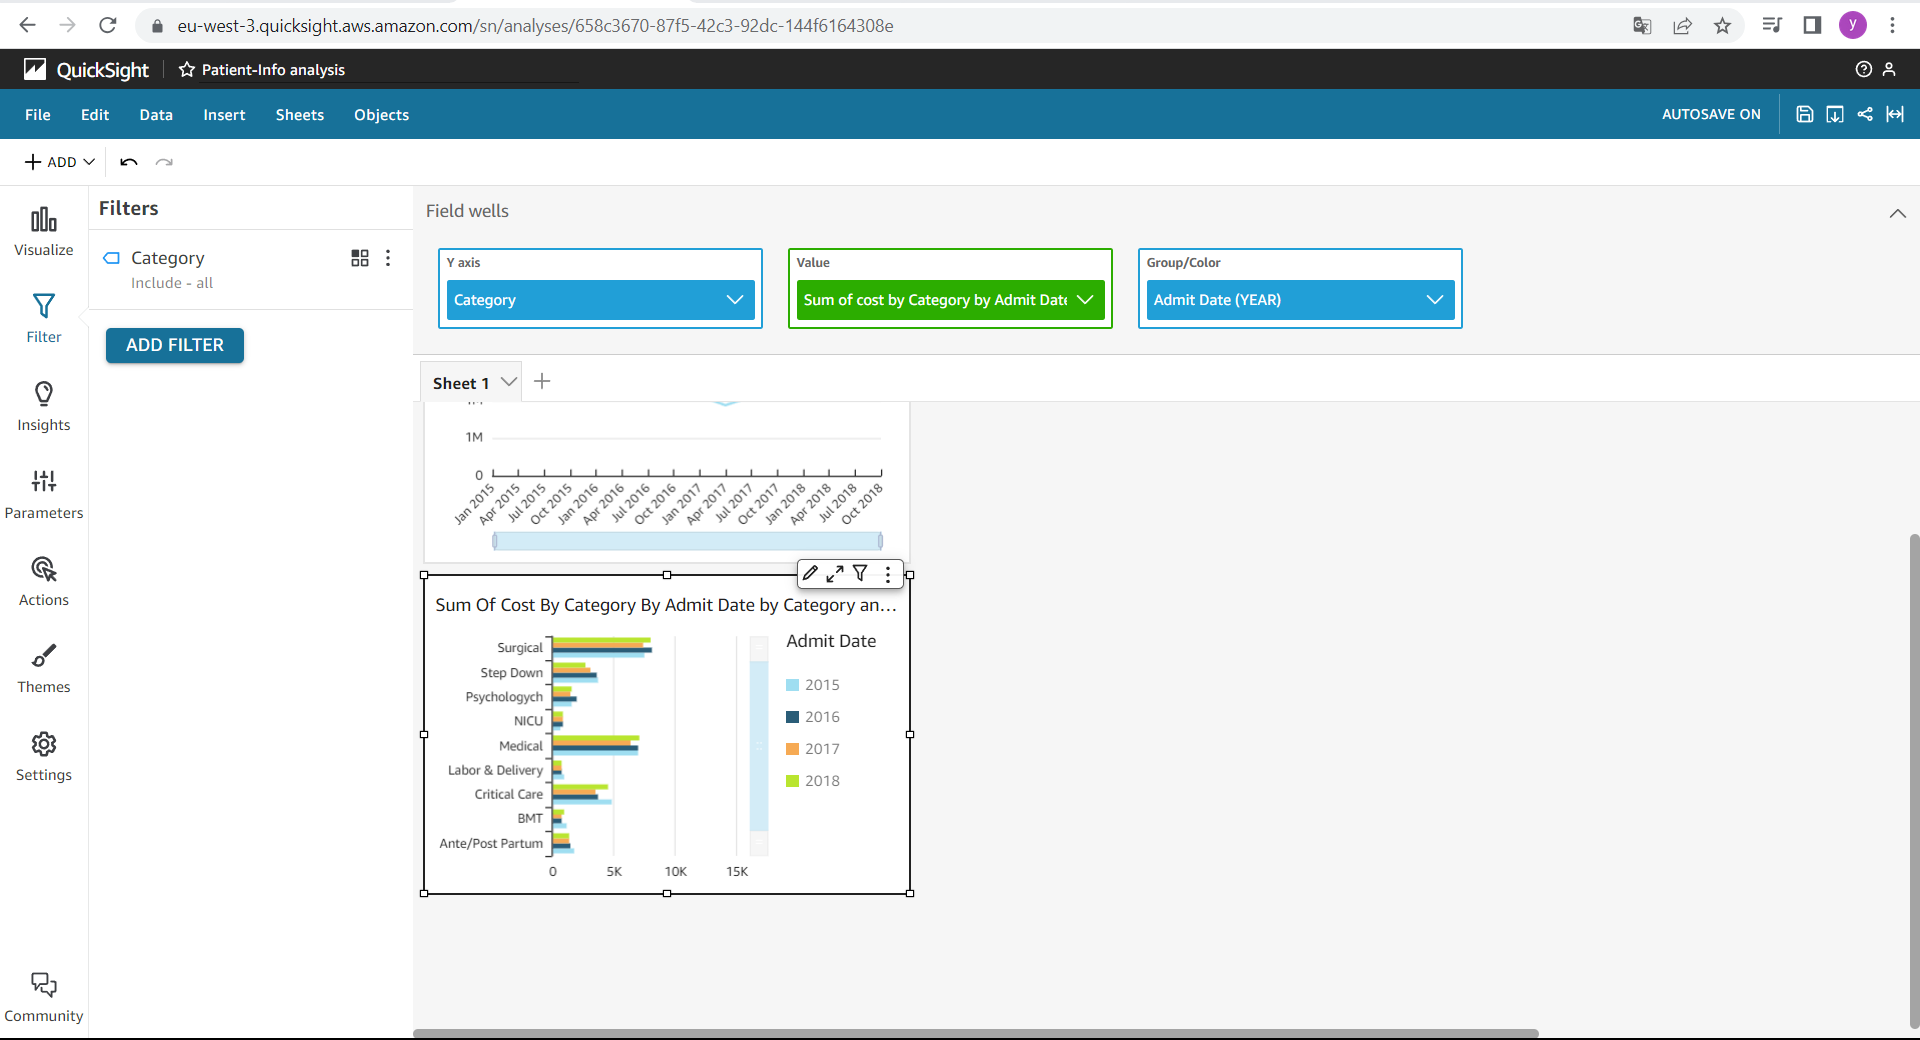 eu-west-3.quicksight.aws.amazon.com/sn/analyses/658c3670-87f5-42c3-92dc-144f6164308e
y
QuickSight
Patient-Info analysis
File Edit Data Insert Sheets Objects
AUTOSAVE ON
ADD
Visualize
Filter
Insights
Parameters
Actions
Themes
Settings
Community
Filters
Category
Include - all
ADD FILTER
Field wells
Y axis
Category
Value
Sum of cost by Category by Admit Date
Group/Color
Admit Date (YEAR)
Sheet 1
1M
0
Jan 2015
Apr 2015
Jul 2015
Oct 2015
Jan 2016
Apr 2016
Jul 2016
Oct 2016
Jan 2017
Apr 2017
Jul 2017
Oct 2017
Jan 2018
Apr 2018
Jul 2018
Oct 2018
Sum Of Cost By Category By Admit Date by Category an...
Surgical
Step Down
Psychologych
NICU
Medical
Labor & Delivery
Critical Care
BMT
Ante/Post Partum
0 5K 10K 15K
Admit Date
2015
2016
2017
2018